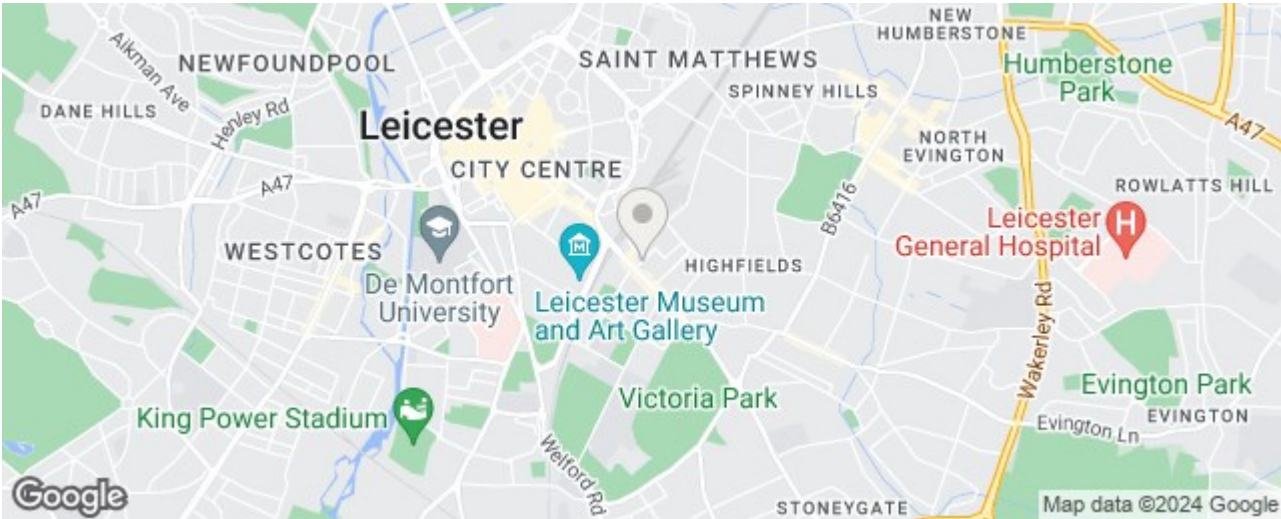 NEW
HUMBERSTONE
Aikman Ave
NEWFOUNDPOOL
SAINT MATTHEWS
Humberstone
Park
SPINNEY HILLS
DANE HILLS
Henley Rd
Leicester
A47
NORTH
EVINGTON
CITY CENTRE
A47
ROWLATTS HILL
A47
B6416
Leicester
General Hospital
H
WESTCOTES
M
HIGHFIELDS
De Montfort
University
Leicester Museum
and Art Gallery
Wakerley Rd
Victoria Park
Evington Park
King Power Stadium
EVINGTON
Evington Ln
Welford Rd
STONEYGATE
Google
Map data ©2024 Google